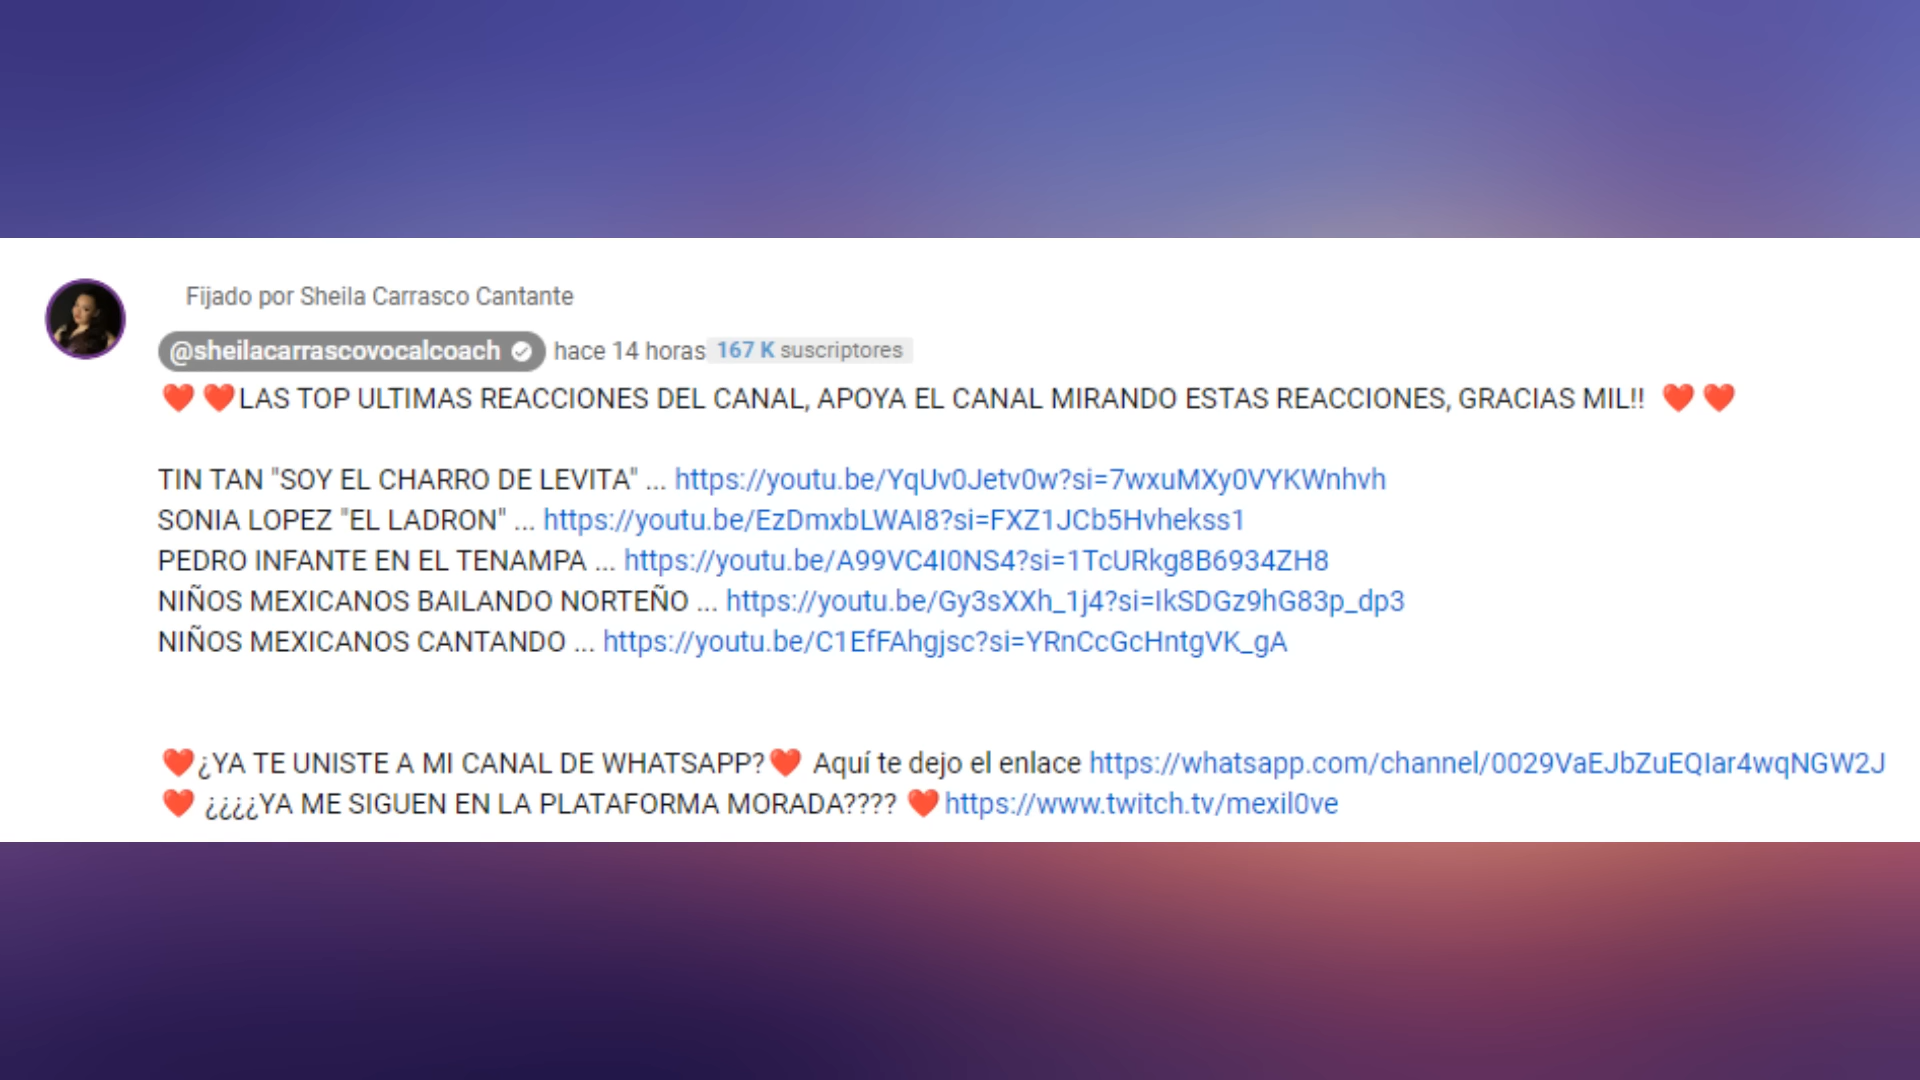 Fijado por Sheila Carrasco Cantante
@sheilacarrascovocalcoach hace 14 horas 167 K suscriptores
❤️ ❤️LAS TOP ULTIMAS REACCIONES DEL CANAL, APOYA EL CANAL MIRANDO ESTAS REACCIONES, GRACIAS MIL!! ❤️ ❤️
TIN TAN "SOY EL CHARRO DE LEVITA" ... https://youtu.be/YqUv0Jetv0w?si=7wxuMXy0VYKWnhvh
SONIA LOPEZ "EL LADRON" ... https://youtu.be/EzDmxbLWAI8?si=FXZ1JCb5Hvhekss1
PEDRO INFANTE EN EL TENAMPA ... https://youtu.be/A99VC4I0NS4?si=1TcURkg8B6934ZH8
NIÑOS MEXICANOS BAILANDO NORTEÑO ... https://youtu.be/Gy3sXXh_1j4?si=IkSDGz9hG83p_dp3
NIÑOS MEXICANOS CANTANDO ... https://youtu.be/C1EfFAhgjsc?si=YRnCcGcHntgVK_gA
❤️¿YA TE UNISTE A MI CANAL DE WHATSAPP?❤️ Aquí te dejo el enlace https://whatsapp.com/channel/0029VaEJbZuEQIar4wqNGW2J
❤️ ¿¿¿¿YA ME SIGUEN EN LA PLATAFORMA MORADA???? ❤️https://www.twitch.tv/mexil0ve